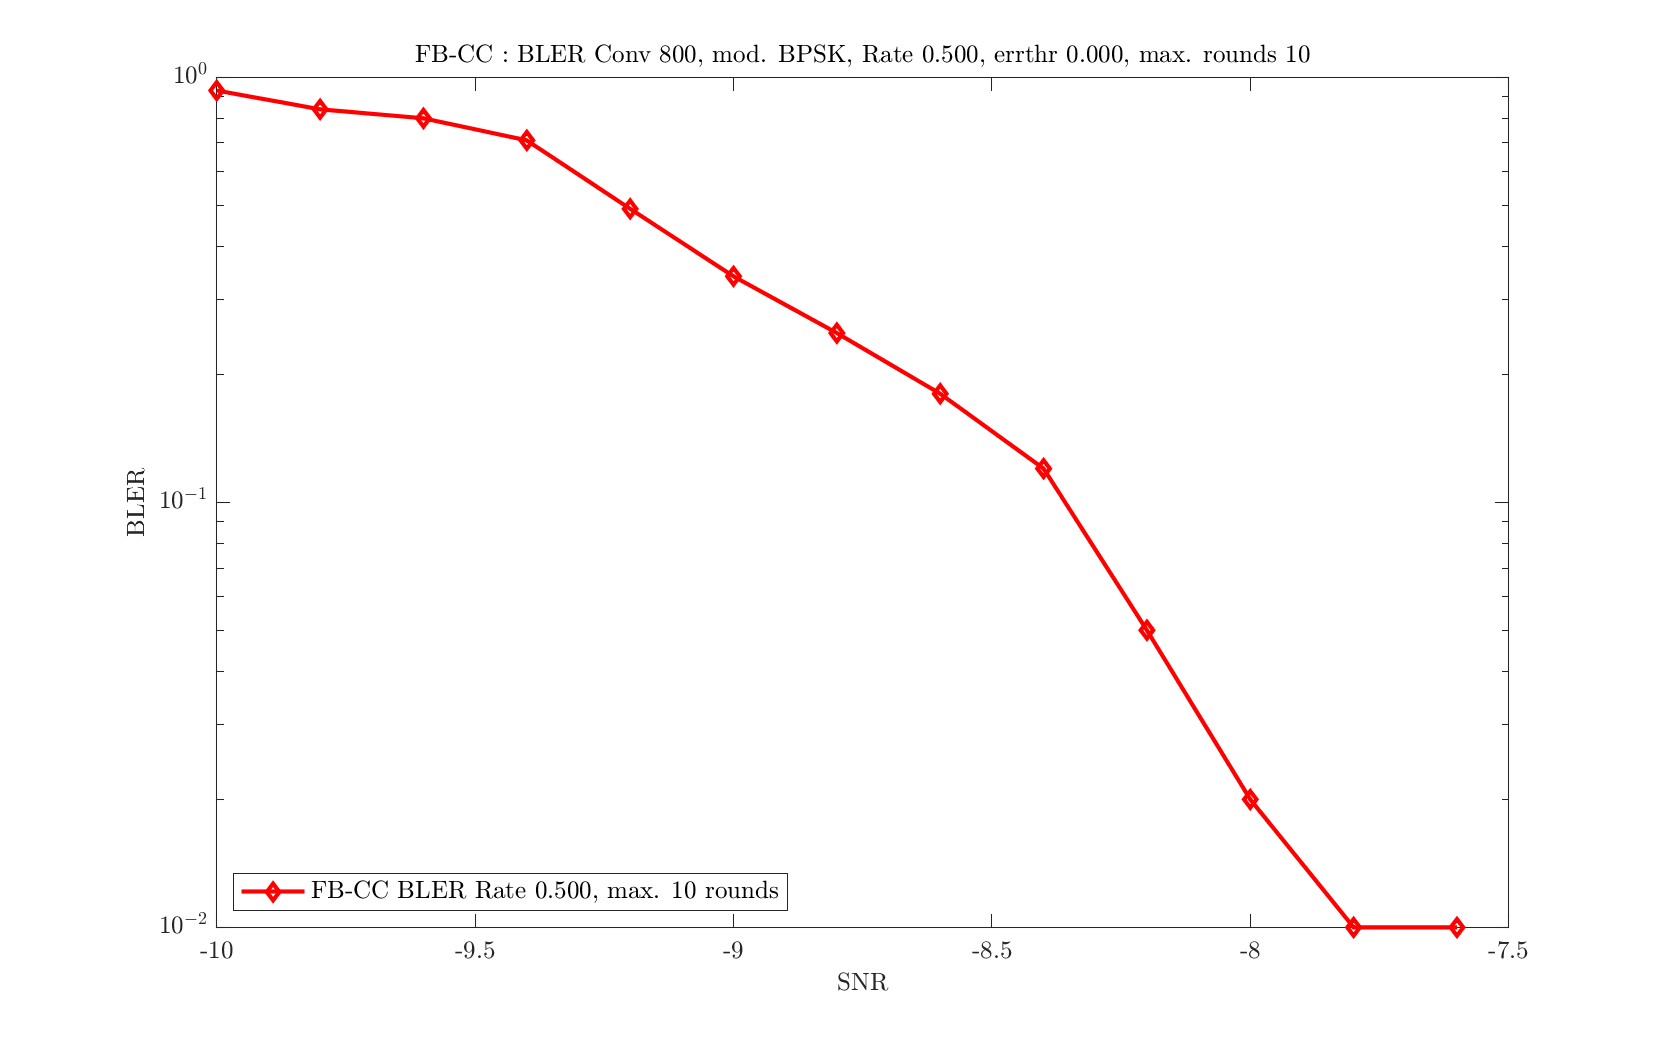 FB-CC : BLER Conv 800, mod. BPSK, Rate 0.500, errthr 0.000, max. rounds 10
10⁰
10⁻¹
10⁻²
BLER
FB-CC BLER Rate 0.500, max. 10 rounds
-10 -9.5 -9 -8.5 -8 -7.5
SNR